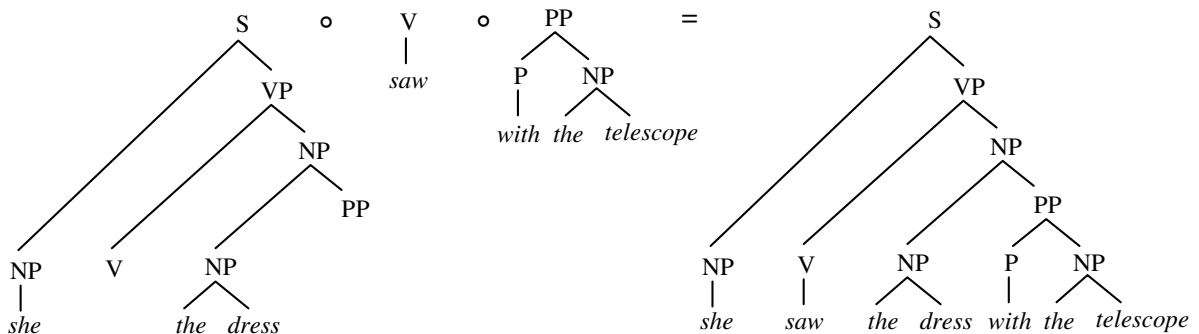 S ∘ V ∘ PP = S
saw P NP
VP VP
with the telescope
NP NP
PP PP
NP V NP NP V NP P NP
she the dress she saw the dress with the telescope